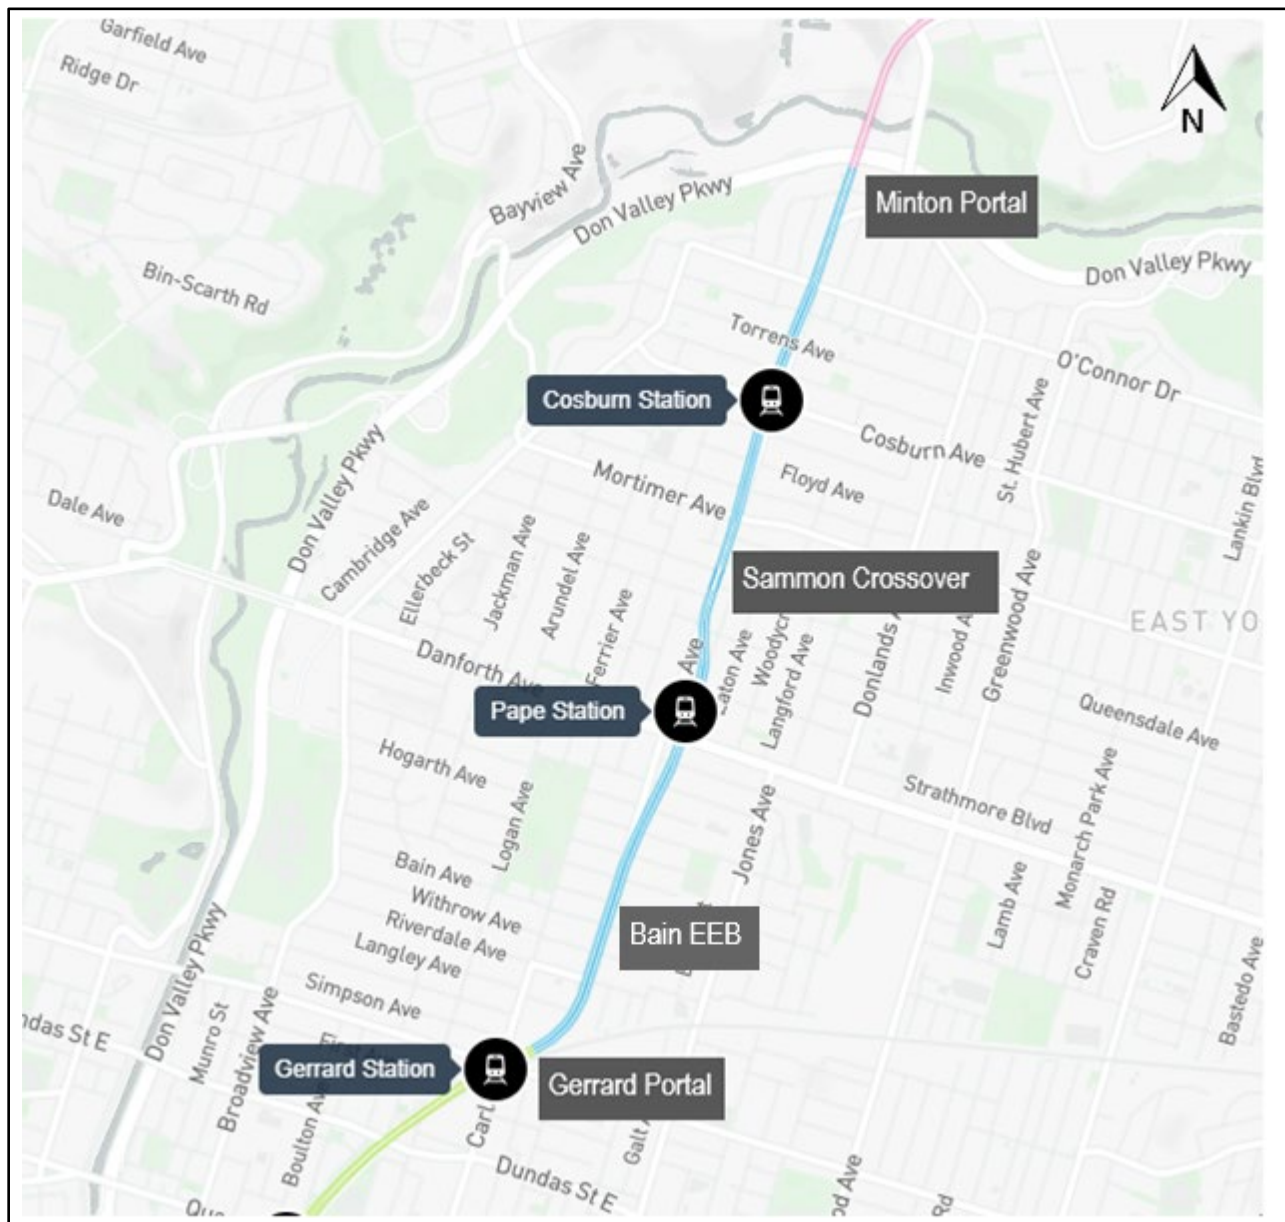 Garfield Ave
Ridge Dr
N
Bayview Ave
Don Valley Pkwy
Minton Portal
Don Valley Pkwy
Bin-Scarth Rd
Torrens Ave
O'Connor Dr
Cosburn Station
St. Hubert Ave
Cosburn Ave
Don Valley Pkwy
Mortimer Ave
Floyd Ave
Lankin Blvd
Dale Ave
Cambridge Ave
Ellerbeck St
Jackman Ave
Arundel Ave
Ferrier Ave
Sammon Crossover
EAST YO
Greenwood Ave
Inwood A
Donlands
Woodycr
Langford Ave
Danforth Ave
Ave
Pape Station
Queensdale Ave
Hogarth Ave
Logan Ave
Strathmore Blvd
Monarch Park Ave
Jones Ave
Bain Ave
Withrow Ave
Riverdale Ave
Langley Ave
Bain EEB
Lamb Ave
Craven Rd
Bastedo Ave
Simpson Ave
Don Valley Pkwy
Munro St
Broadview Ave
ndas St E
Gerrard Station
Gerrard Portal
Boulton Av
Carl
Galt
Dundas St E
od Ave
Rd
Que